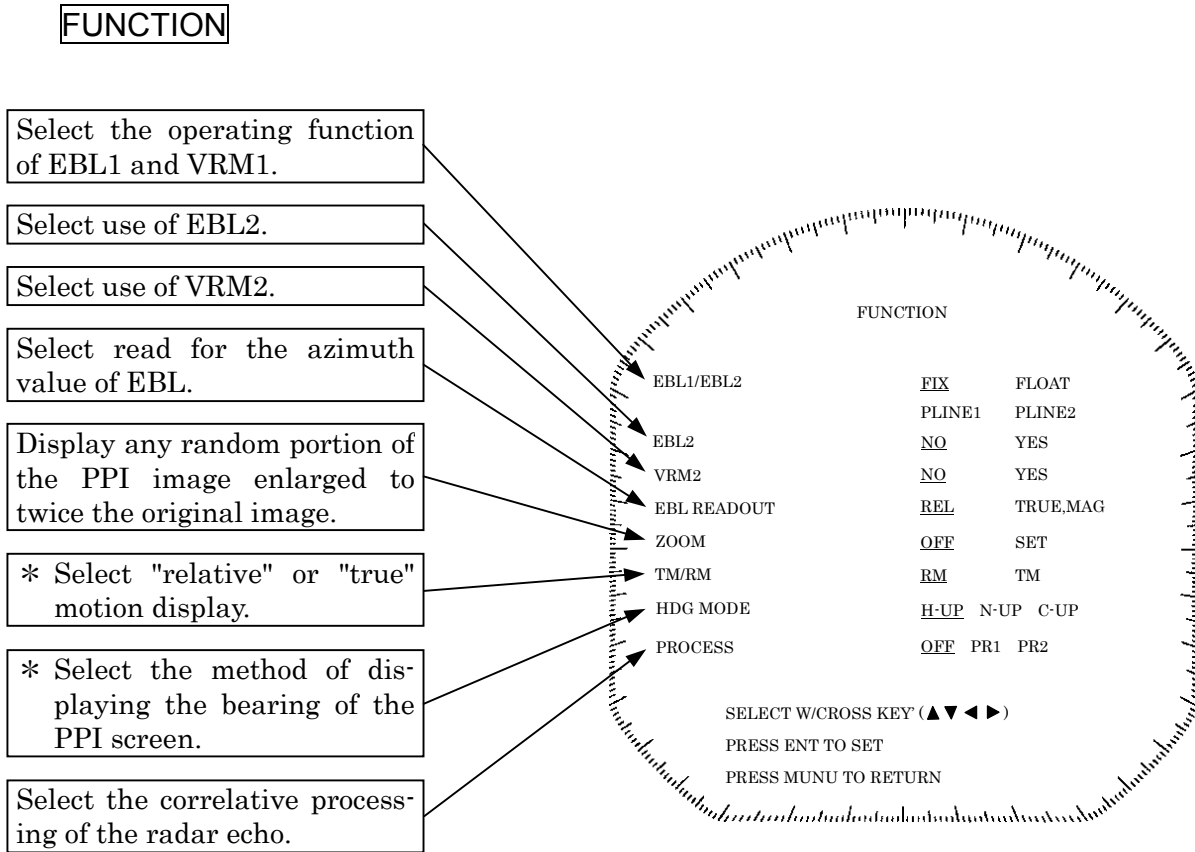 FUNCTION
Select the operating function
of EBL1 and VRM1.
Select use of EBL2.
Select use of VRM2.
Select read for the azimuth
value of EBL.
Display any random portion of
the PPI image enlarged to
twice the original image.
* Select "relative" or "true"
motion display.
* Select the method of dis-
playing the bearing of the
PPI screen.
Select the correlative process-
ing of the radar echo.
FUNCTION
EBL1/EBL2 FIX FLOAT
PLINE1 PLINE2
EBL2 NO YES
VRM2 NO YES
EBL READOUT REL TRUE,MAG
ZOOM OFF SET
TM/RM RM TM
HDG MODE H-UP N-UP C-UP
PROCESS OFF PR1 PR2
SELECT W/CROSS KEY' (▲ ▼ ◀ ▶)
PRESS ENT TO SET
PRESS MUNU TO RETURN